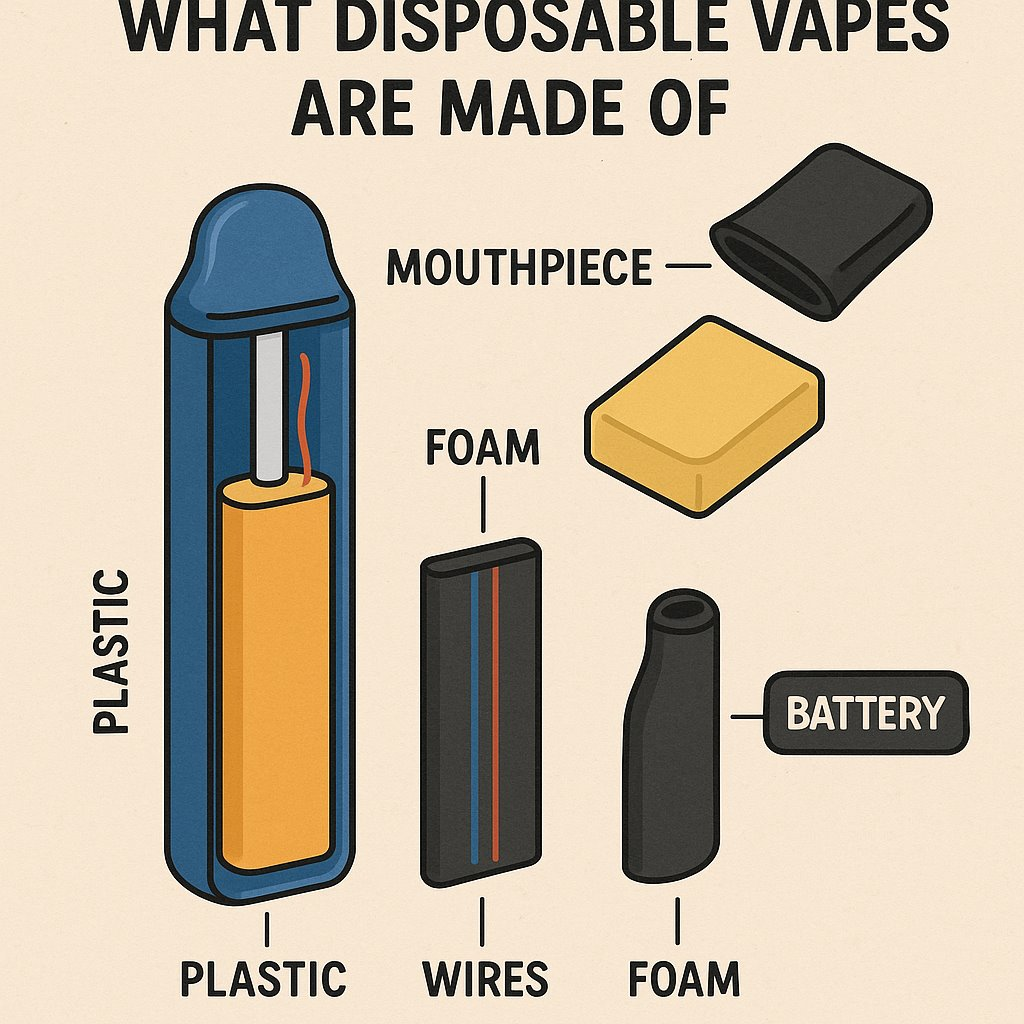 WHAT DISPOSABLE VAPES
ARE MADE OF
MOUTHPIECE
FOAM
PLASTIC
BATTERY
PLASTIC
WIRES
FOAM